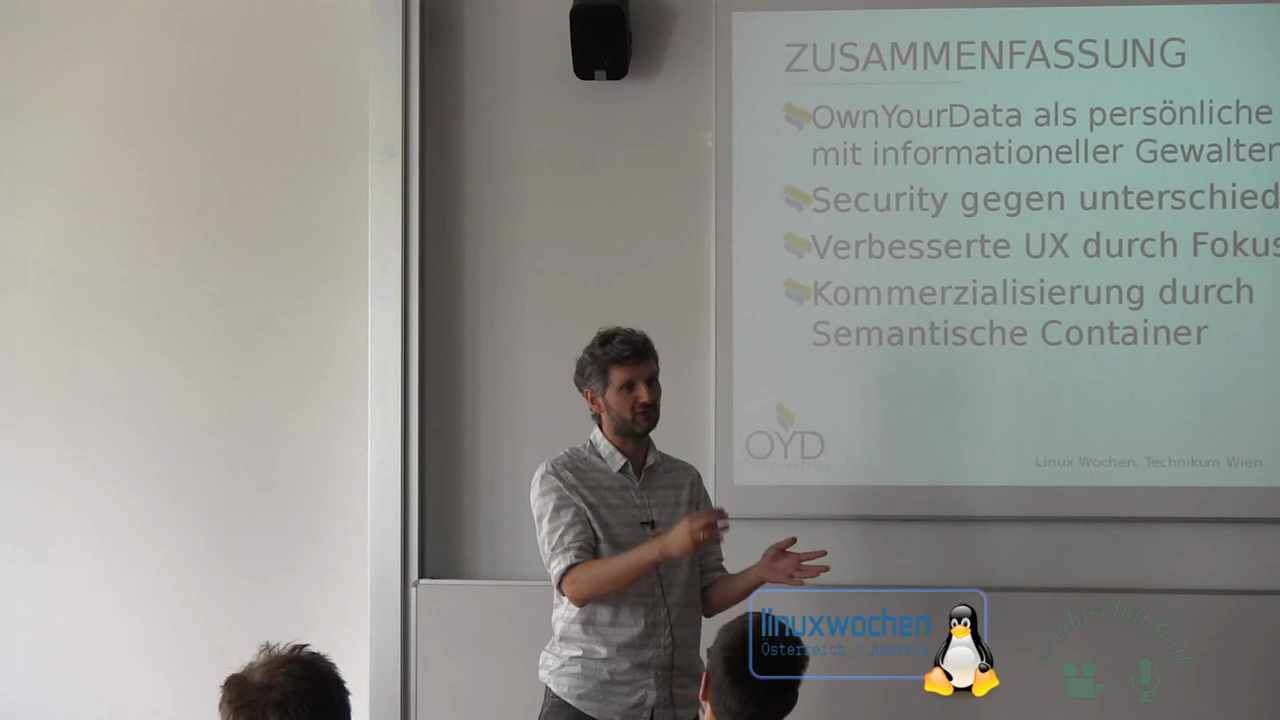 ZUSAMMENFASSUNG
OwnYourData als persönliche
mit informationeller Gewalten
Security gegen unterschied
Verbesserte UX durch Fokus
Kommerzialisierung durch
Semantische Container
OYD
Linux Wochen, Technikum Wien
linuxwochen
Österreich / Austria